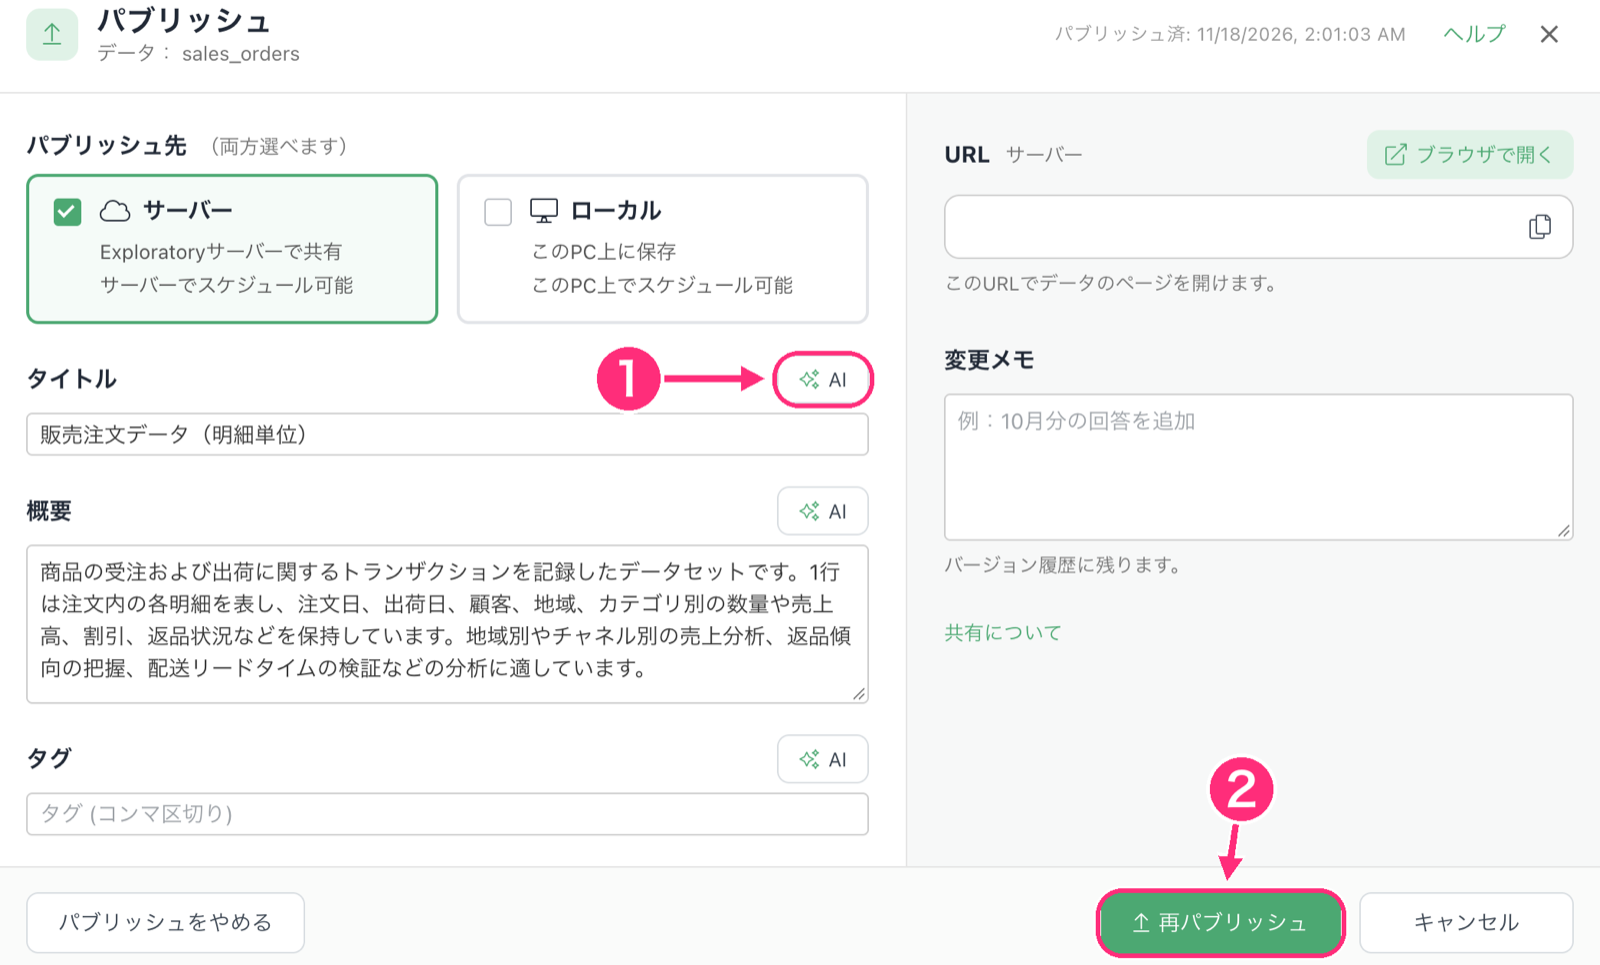 パブリッシュ
データ： sales_orders
パブリッシュ済: 11/18/2026, 2:01:03 AM
ヘルプ
パブリッシュ先 （両方選べます）
サーバー
Exploratoryサーバーで共有
サーバーでスケジュール可能
ローカル
このPC上に保存
このPC上でスケジュール可能
タイトル
1
AI
販売注文データ（明細単位）
概要
AI
商品の受注および出荷に関するトランザクションを記録したデータセットです。1行
は注文内の各明細を表し、注文日、出荷日、顧客、地域、カテゴリ別の数量や売上
高、割引、返品状況などを保持しています。地域別やチャネル別の売上分析、返品傾
向の把握、配送リードタイムの検証などの分析に適しています。
タグ
AI
タグ (コンマ区切り)
URL サーバー
ブラウザで開く
このURLでデータのページを開けます。
変更メモ
例：10月分の回答を追加
バージョン履歴に残ります。
共有について
2
パブリッシュをやめる
再パブリッシュ
キャンセル